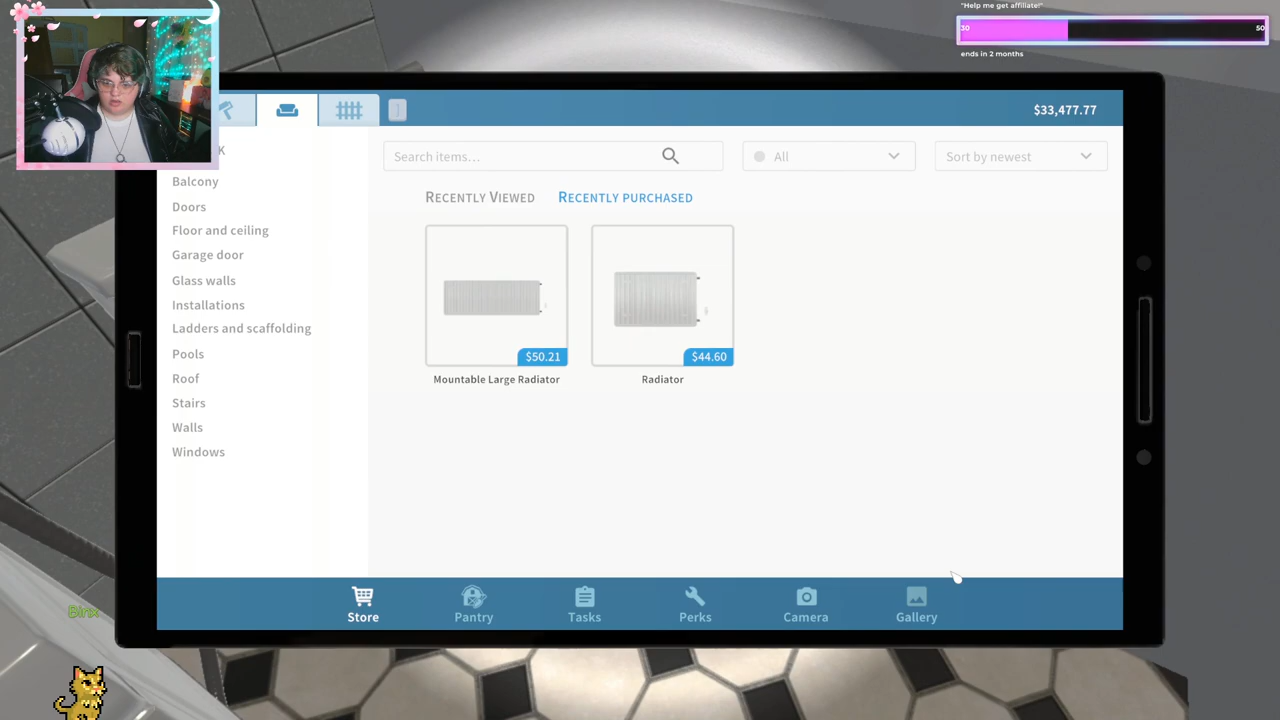 "Help me get affiliate!"
30
50
ends in 2 months
$33,477.77
K
Search items...
All
Sort by newest
Balcony
Doors
Floor and ceiling
Garage door
Glass walls
Installations
Ladders and scaffolding
Pools
Roof
Stairs
Walls
Windows
RECENTLY VIEWED
RECENTLY PURCHASED
$50.21
$44.60
Mountable Large Radiator
Radiator
Store
Pantry
Tasks
Perks
Camera
Gallery
Binx